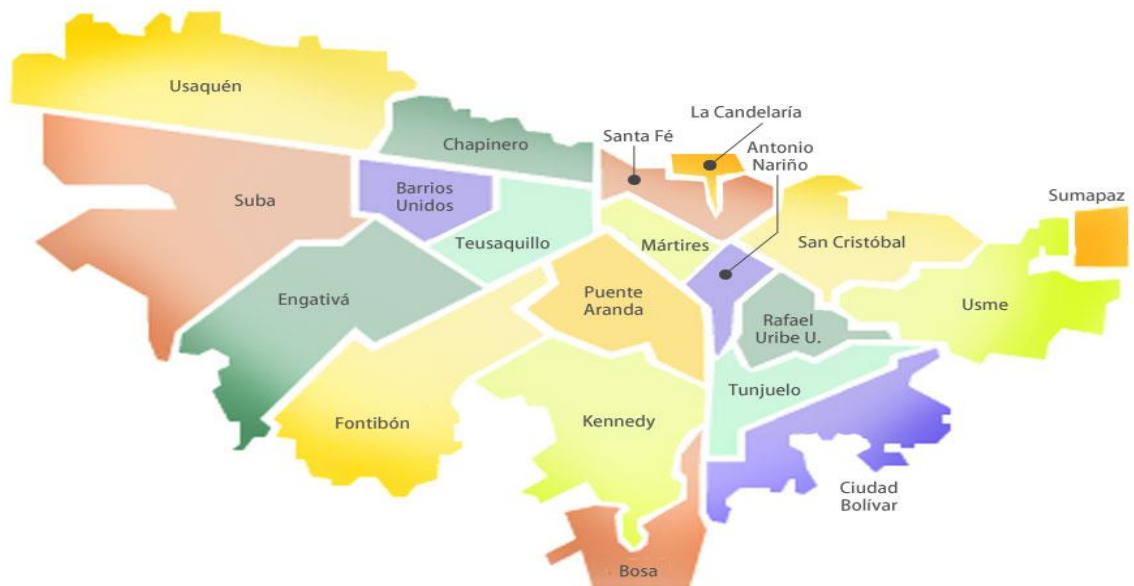 Usaquén
Chapinero
La Candelaría
Santa Fé
Antonio
Nariño
Suba
Barrios
Unidos
Teusaquillo
Mártires
San Cristóbal
Sumapaz
Engativá
Puente
Aranda
Rafael
Uribe U.
Usme
Fontibón
Kennedy
Tunjuelo
Ciudad
Bolívar
Bosa